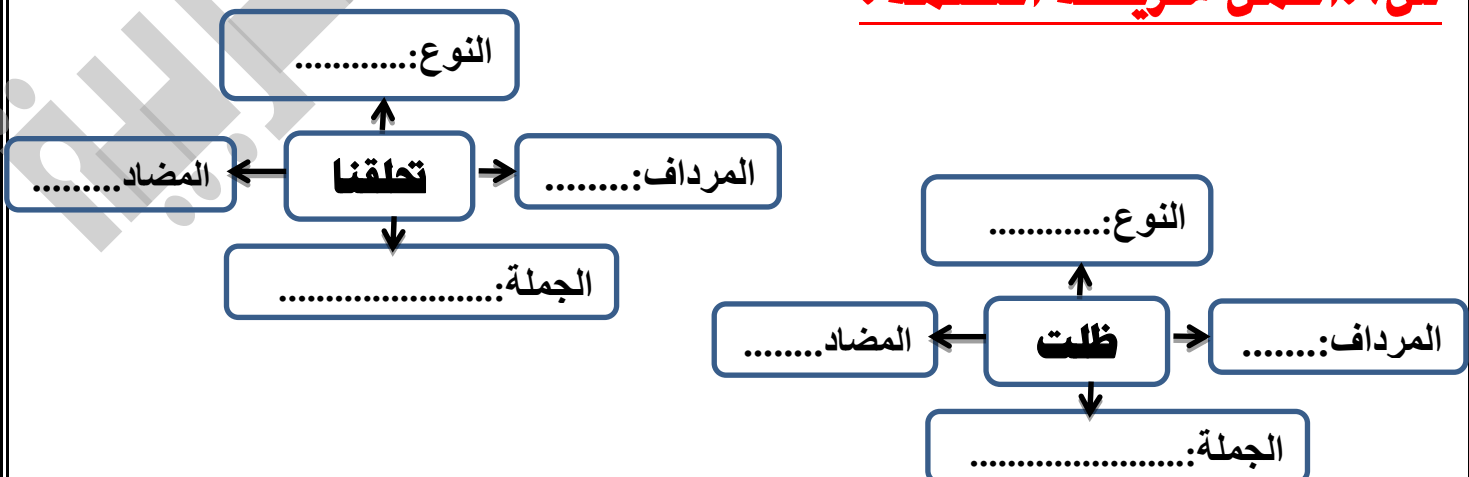 النوع:............
المرداف:........
تحلقنا
المضاد.........
الجملة:.......................
النوع:............
المرداف:.......
ظلت
المضاد........
الجملة:.......................